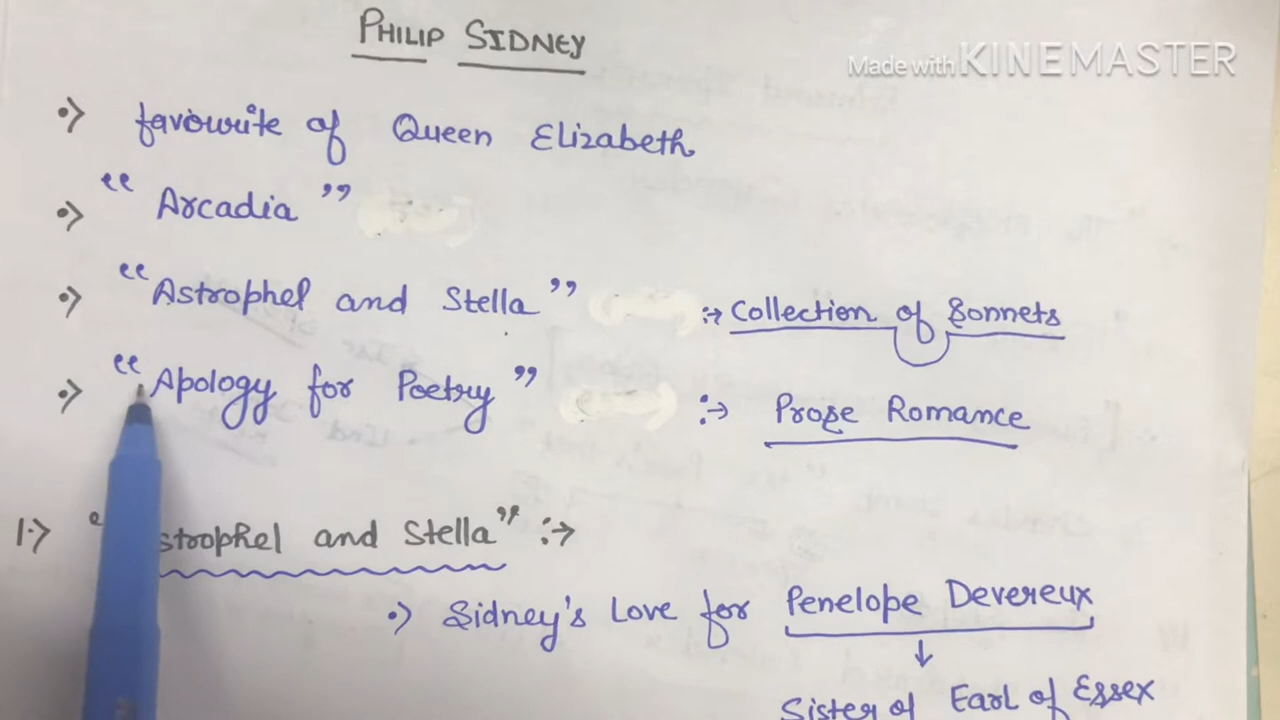 PHILIP SIDNEY
Made with KINEMASTER
favourite of Queen Elizabeth
"Arcadia"
"Astrophel and Stella" :→ Collection of Sonnets
"Apology for Poetry" :→ Prose Romance
1.→ "strophel and Stella" :→
Sidney's Love for Penelope Devereux
↓
Sister of Earl of Essex